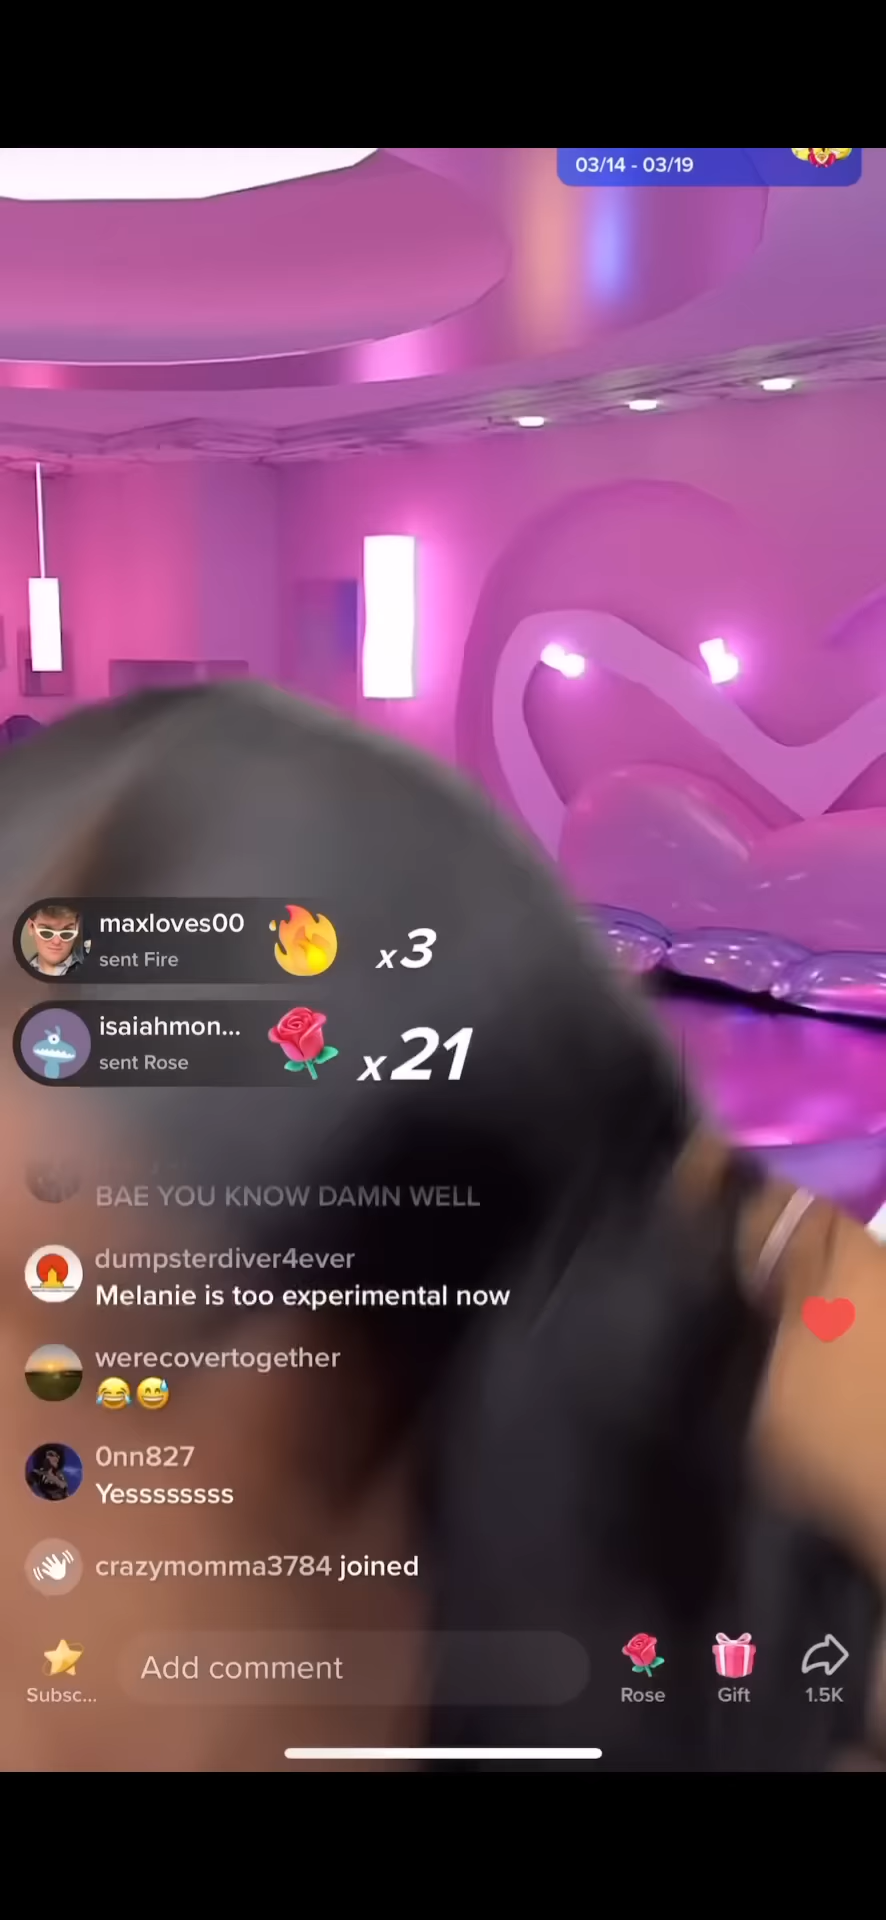 03/14 - 03/19
maxloves00
sent Fire
x3
isaiahmon...
sent Rose
x21
BAE YOU KNOW DAMN WELL
dumpsterdiver4ever
Melanie is too experimental now
werecovertogether
😂😅
0nn827
Yesssssssss
crazymomma3784 joined
Subsc...
Add comment
Rose
Gift
1.5K